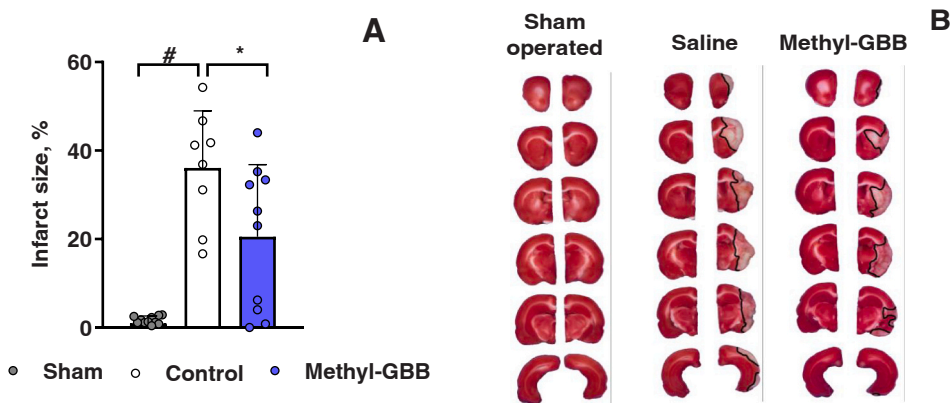 A
Infarct size, %
60
40
20
0
#
*
Sham
Control
Methyl-GBB
B
Sham
operated
Saline
Methyl-GBB